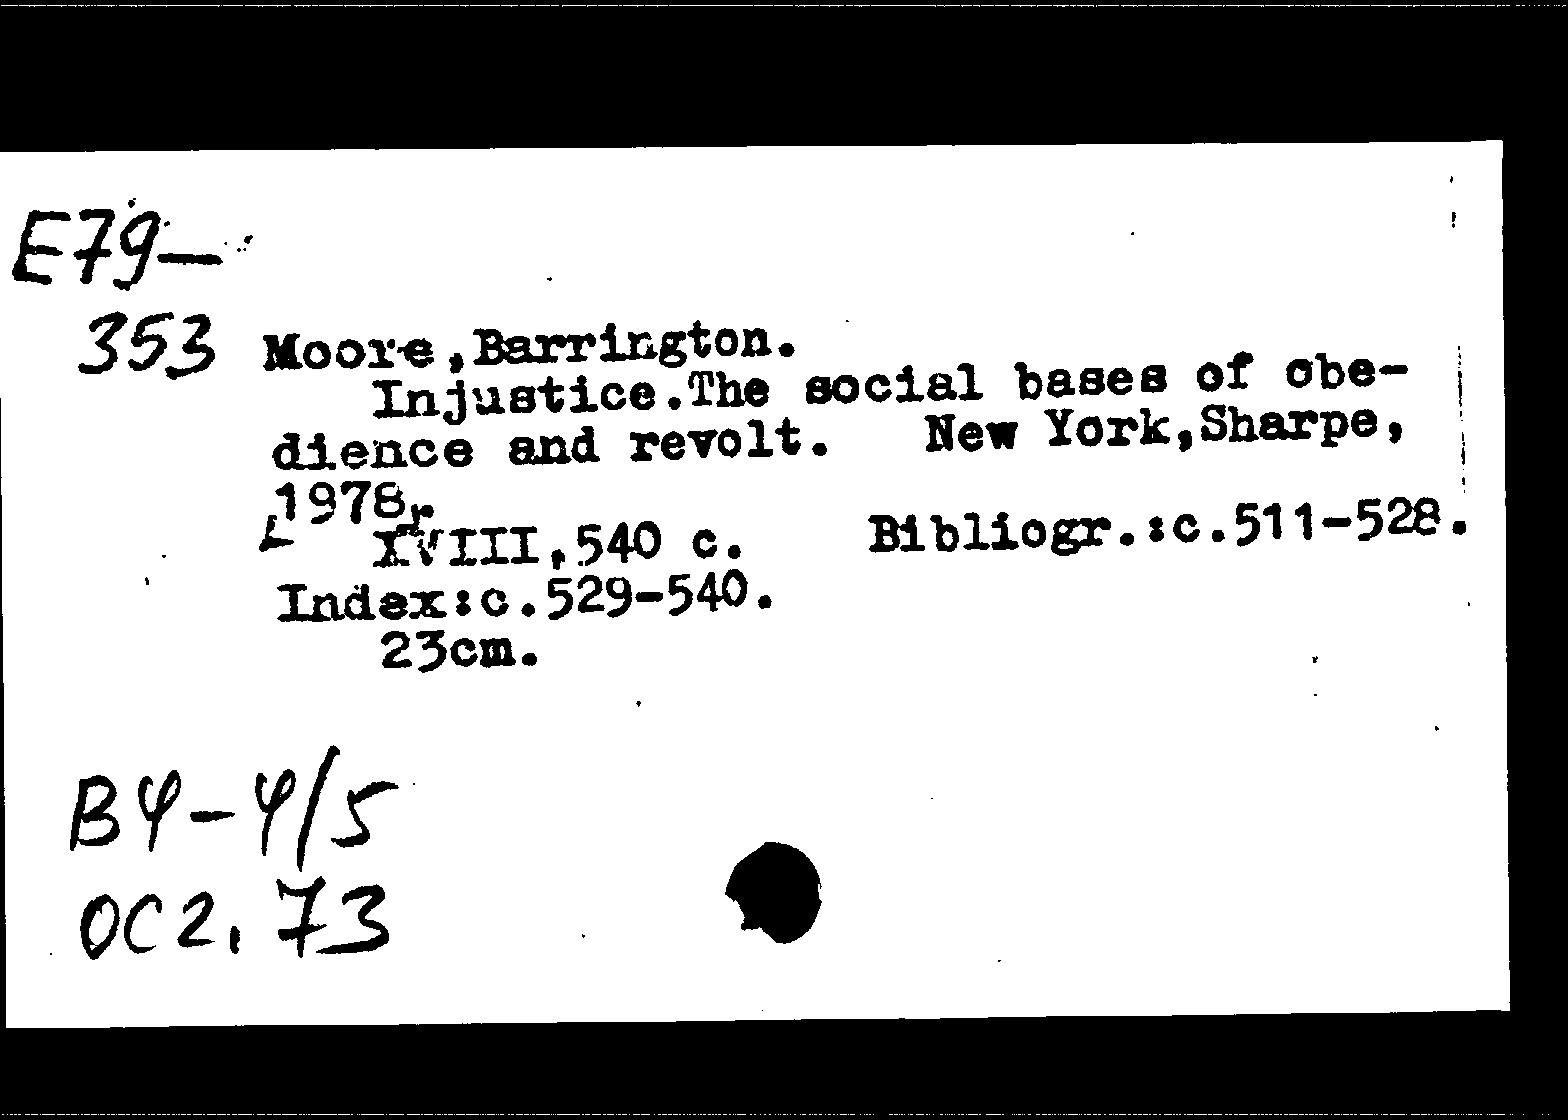 E79—
353 Moore,Barrington.
Injustice.The social bases of obe-
dience and revolt. New York,Sharpe,
1978.
XVIII,540 c. Bibliogr.:c.511-528.
Index:c.529-540.
23cm.
B4-4/5
OC2.73